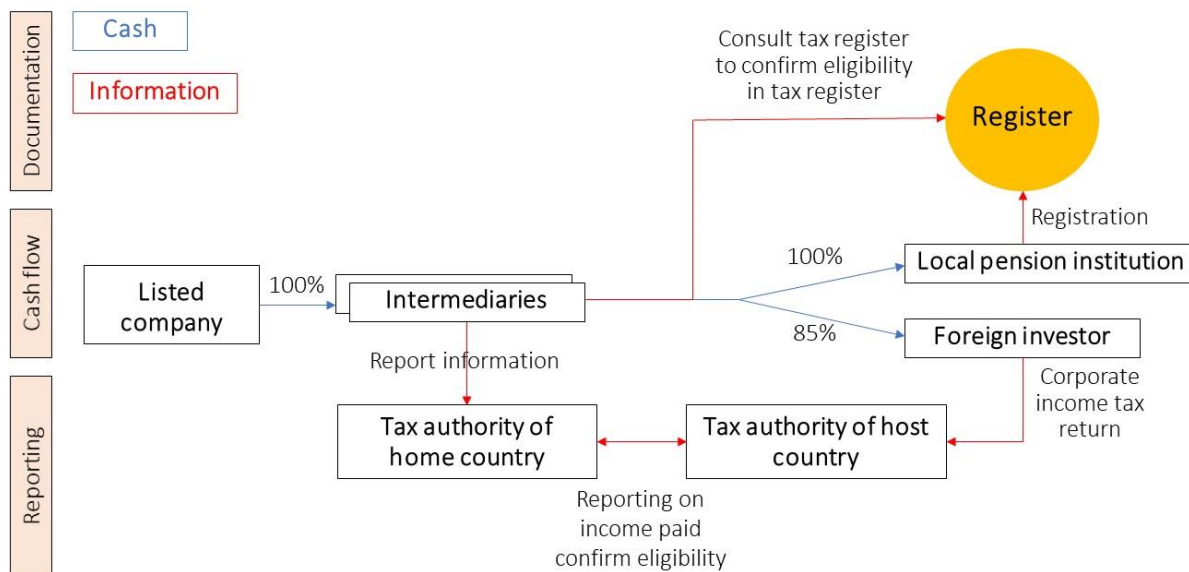 Documentation
Cash
Information
Consult tax register
to confirm eligibility
in tax register
Register
Registration
Cash flow
Listed
company
100%
Intermediaries
100%
85%
Local pension institution
Foreign investor
Report information
Corporate
income tax
return
Reporting
Tax authority of
home country
Tax authority of host
country
Reporting on
income paid
confirm eligibility